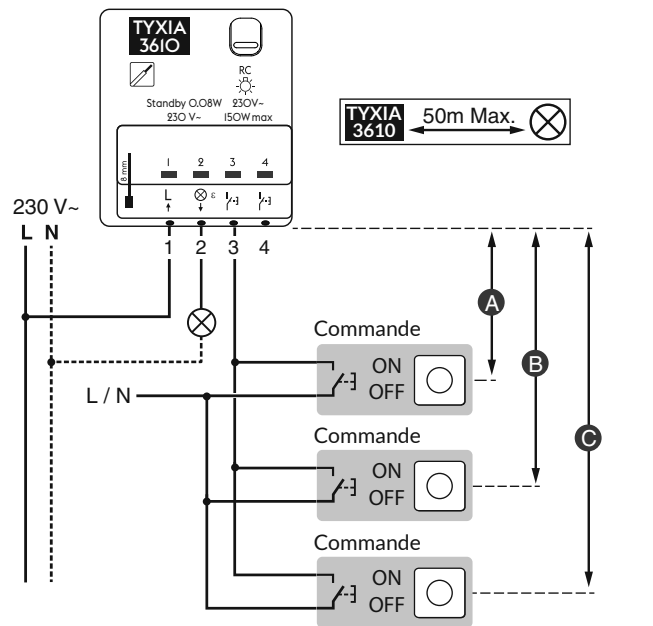 TYXIA
3610
RC
Standby 0.08W 230V~
230 V~ 150W max
TYXIA
3610
50m Max.
8 mm
1 2 3 4
L ε
230 V~
L N
1 2 3 4
A
Commande
ON
OFF
B
L / N
Commande
ON
OFF
C
Commande
ON
OFF